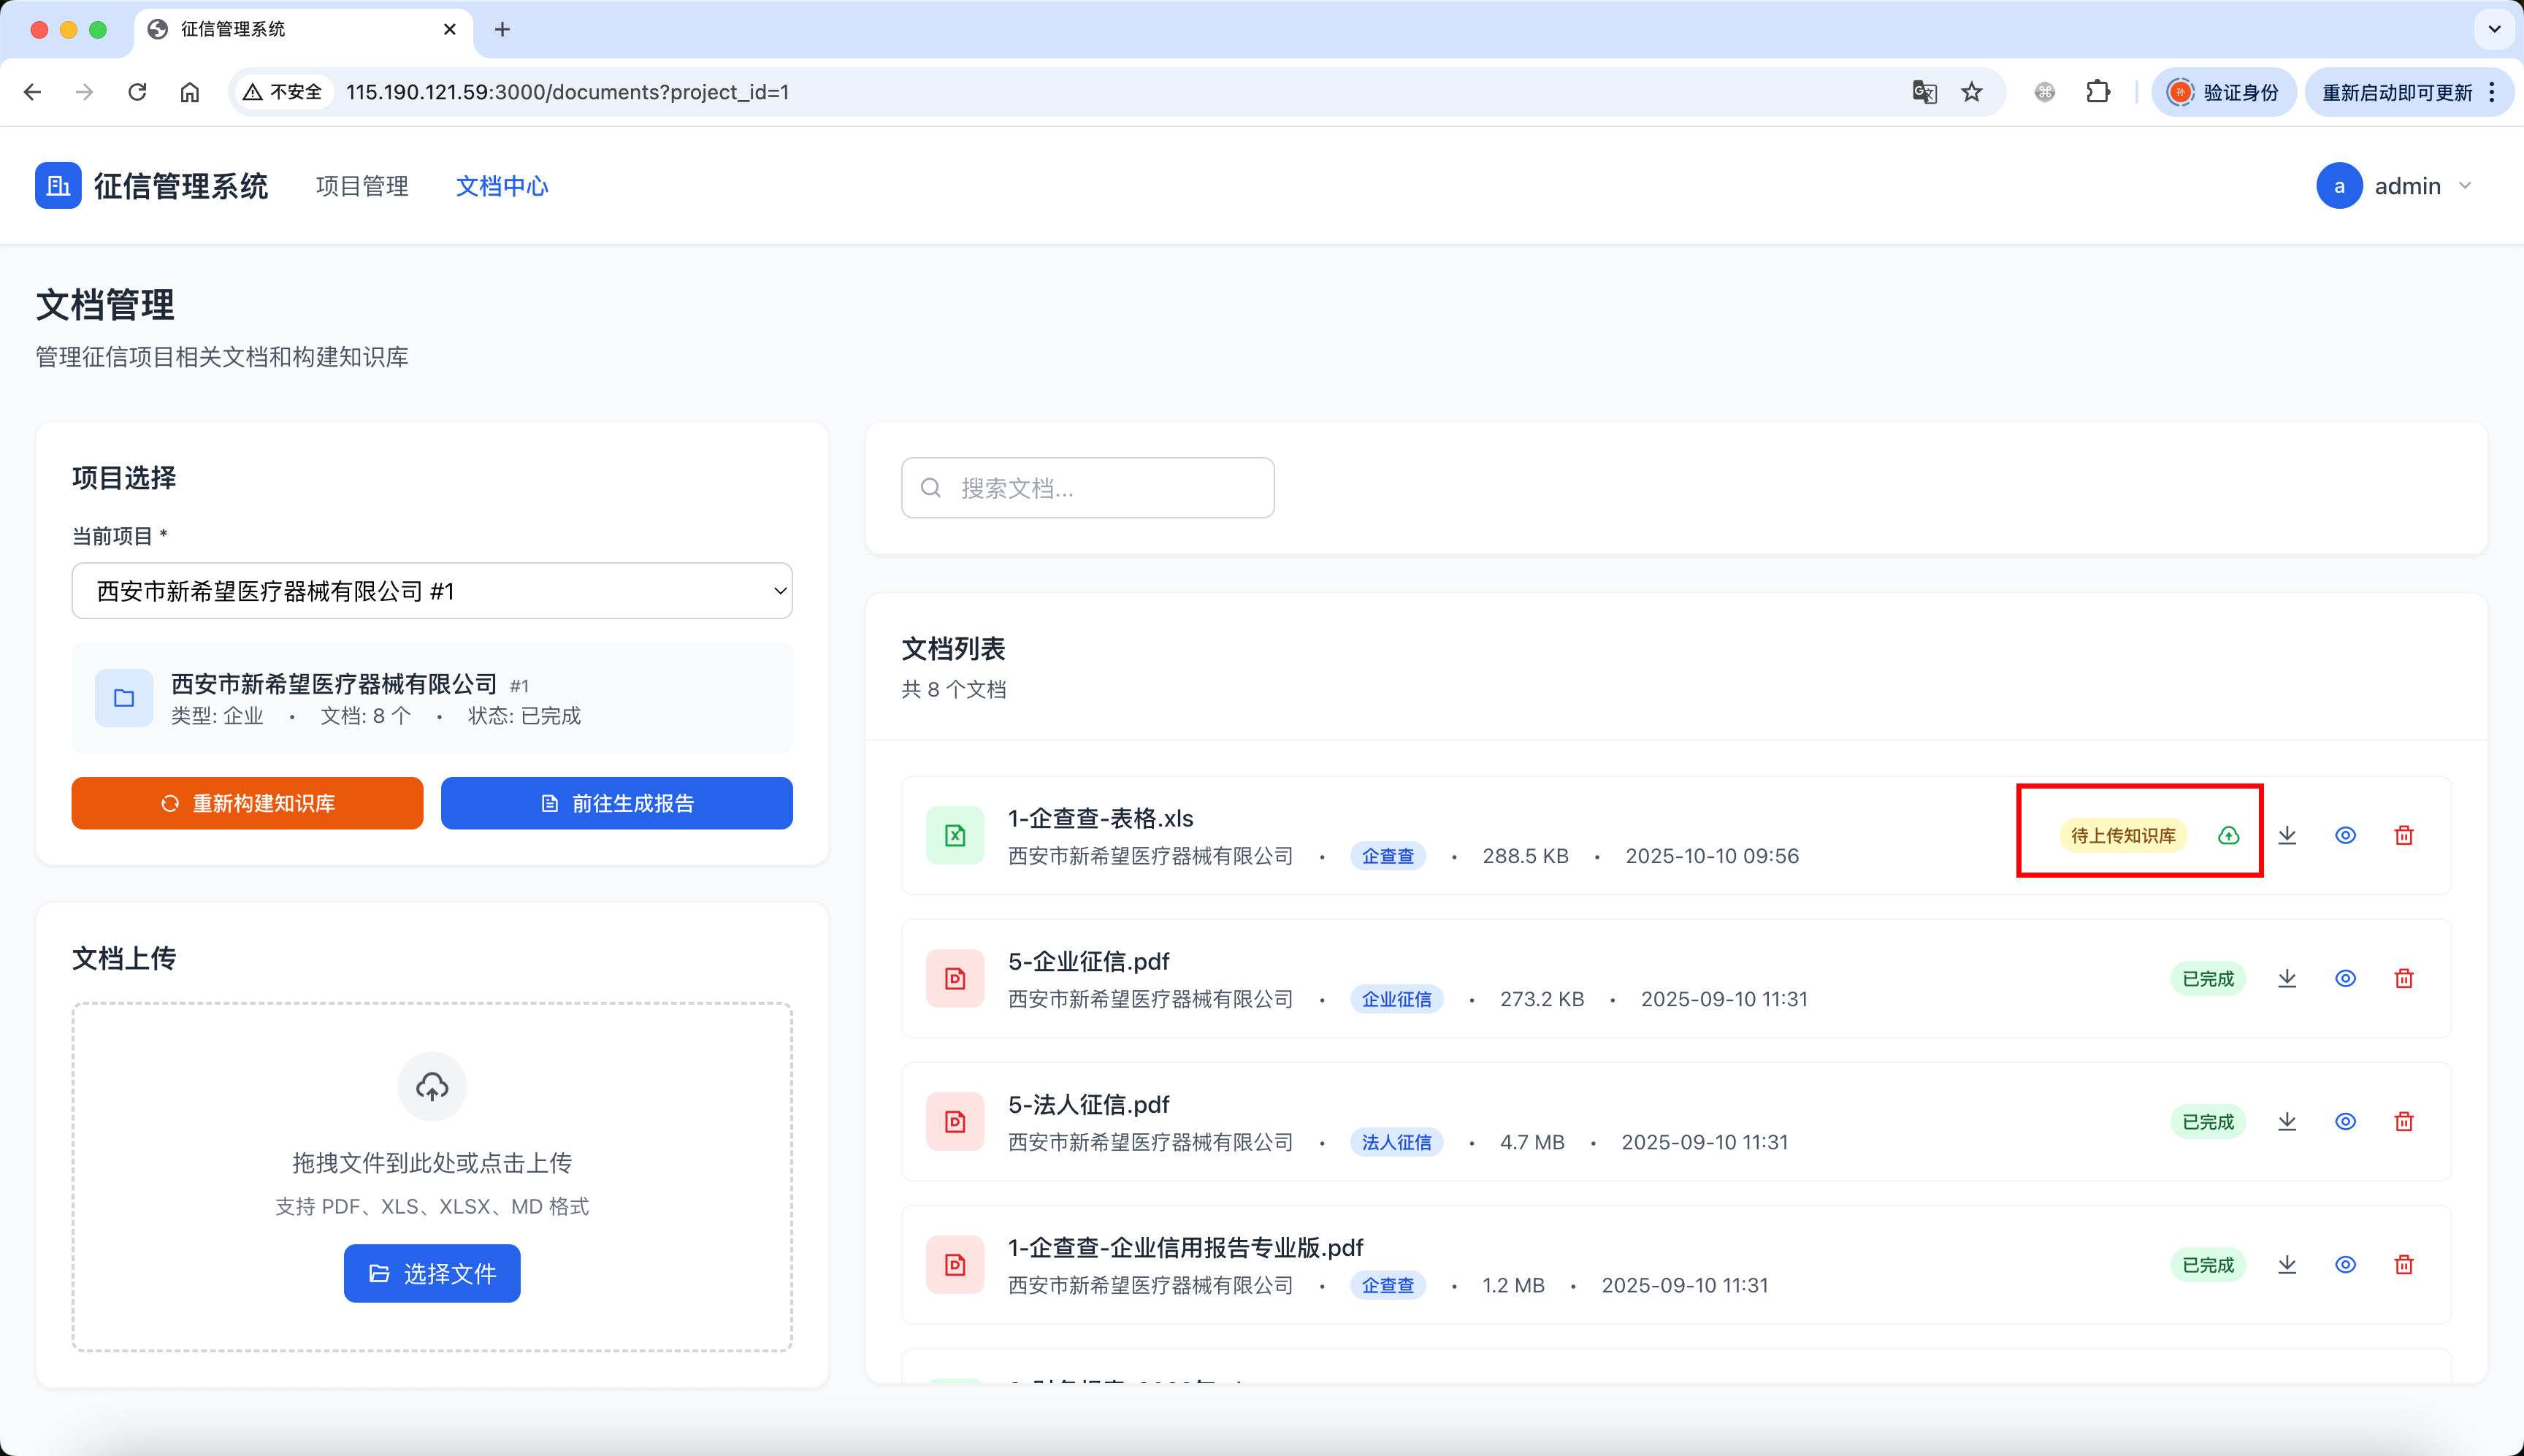 征信管理系统
不安全 115.190.121.59:3000/documents?project_id=1 孙 验证身份 重新启动即可更新
征信管理系统 项目管理 文档中心 a admin
文档管理
管理征信项目相关文档和构建知识库
项目选择
当前项目 *
西安市新希望医疗器械有限公司 #1
西安市新希望医疗器械有限公司 #1
类型: 企业 • 文档: 8 个 • 状态: 已完成
重新构建知识库 前往生成报告
文档上传
拖拽文件到此处或点击上传
支持 PDF、XLS、XLSX、MD 格式
选择文件
搜索文档...
文档列表
共 8 个文档
1-企查查-表格.xls
西安市新希望医疗器械有限公司 • 企查查 • 288.5 KB • 2025-10-10 09:56
待上传知识库
5-企业征信.pdf
西安市新希望医疗器械有限公司 • 企业征信 • 273.2 KB • 2025-09-10 11:31
已完成
5-法人征信.pdf
西安市新希望医疗器械有限公司 • 法人征信 • 4.7 MB • 2025-09-10 11:31
已完成
1-企查查-企业信用报告专业版.pdf
西安市新希望医疗器械有限公司 • 企查查 • 1.2 MB • 2025-09-10 11:31
已完成